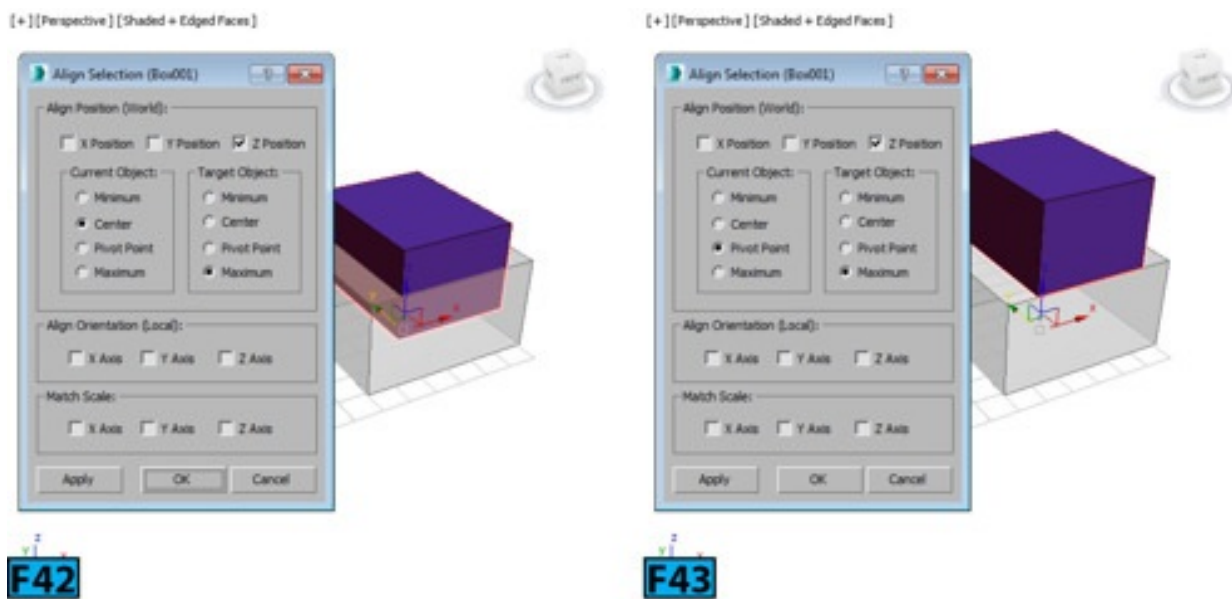 [+] [Perspective] [Shaded + Edged Faces]
Align Selection (Box001)
Align Position (World):
X Position Y Position Z Position
Current Object: Target Object:
Minimum Minimum
Center Center
Pivot Point Pivot Point
Maximum Maximum
Align Orientation (Local):
X Axis Y Axis Z Axis
Match Scale:
X Axis Y Axis Z Axis
Apply OK Cancel
z
y x
F42
[+] [Perspective] [Shaded + Edged Faces]
Align Selection (Box001)
Align Position (World):
X Position Y Position Z Position
Current Object: Target Object:
Minimum Minimum
Center Center
Pivot Point Pivot Point
Maximum Maximum
Align Orientation (Local):
X Axis Y Axis Z Axis
Match Scale:
X Axis Y Axis Z Axis
Apply OK Cancel
z
y x
F43